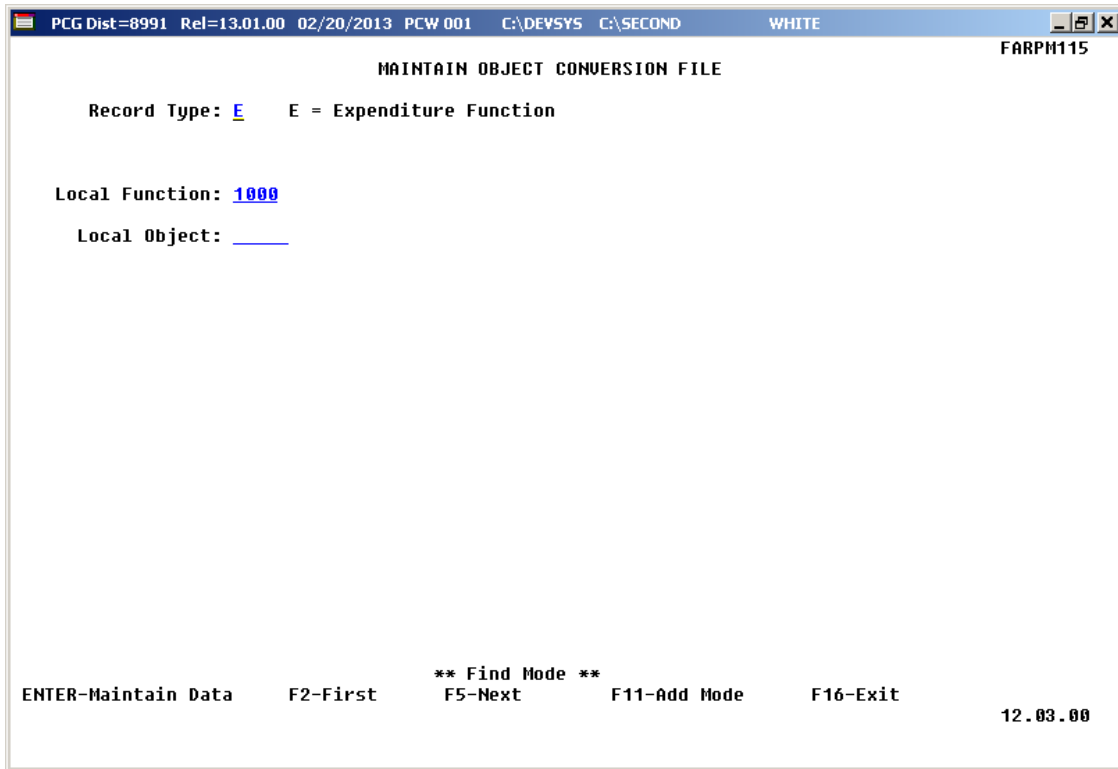 PCG Dist=8991 Rel=13.01.00 02/20/2013 PCW 001 C:\DEVSYS C:\SECOND WHITE
FARPM115
MAINTAIN OBJECT CONVERSION FILE
Record Type: E E = Expenditure Function
Local Function: 1000
Local Object: _____
** Find Mode **
ENTER-Maintain Data F2-First F5-Next F11-Add Mode F16-Exit
12.03.00